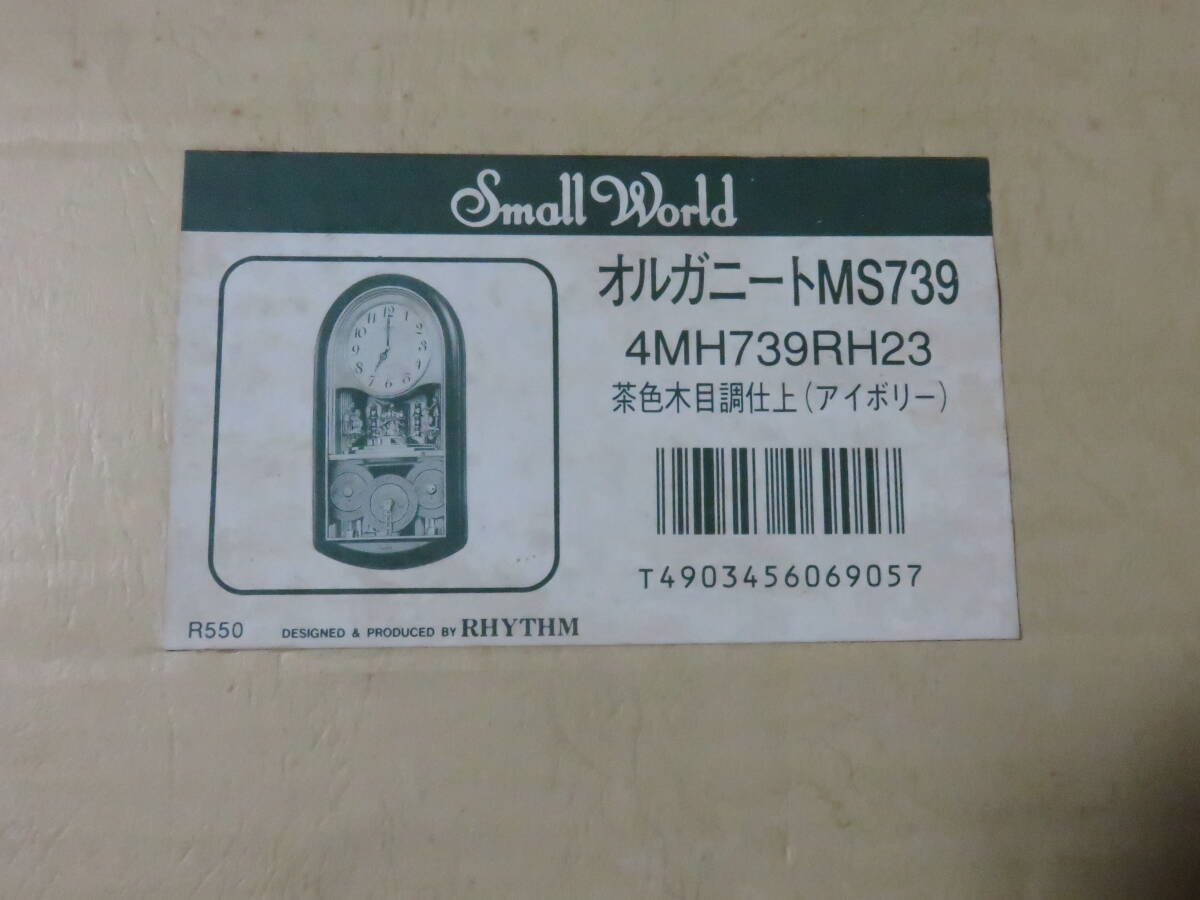 Small World
オルガニートMS739
4MH739RH23
茶色木目調仕上(アイボリー)
T4903456069057
R550 DESIGNED & PRODUCED BY RHYTHM